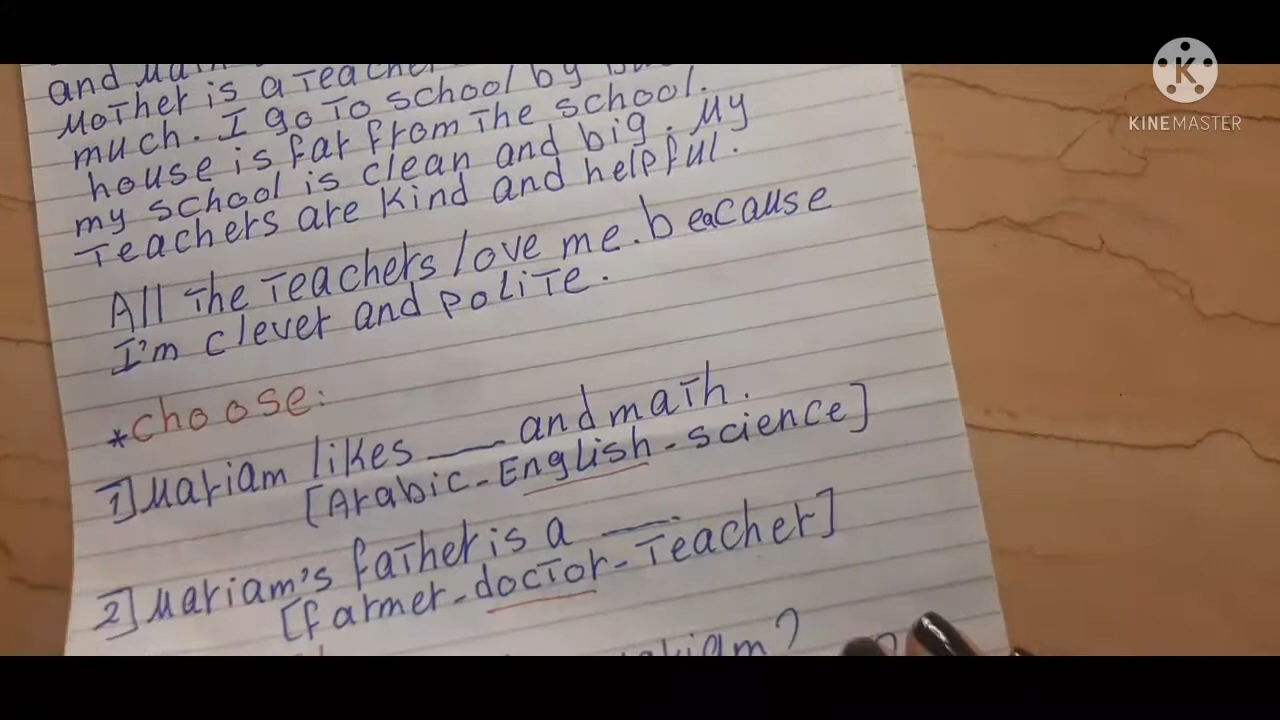 and
Mother is a Teacher
much. I go To school by
house is far from The school.
my school is clean and big. My
Teachers are kind and helpful.
All The Teachers love me. beacause
I'm clever and polite.
*choose:
1] Mariam likes ___ and math.
[Arabic - English - science]
2] Mariam's father is a ___.
[farmer - doctor - Teacher]
KINEMASTER